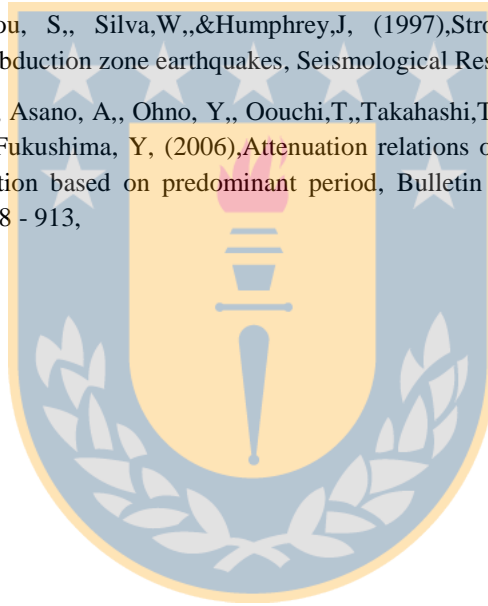 ou, S,, Silva,W,,&Humphrey,J, (1997),Stro
bduction zone earthquakes, Seismological Res
, Asano, A,, Ohno, Y,, Oouchi,T,,Takahashi,T
Fukushima, Y, (2006),Attenuation relations o
tion based on predominant period, Bulletin
8 - 913,